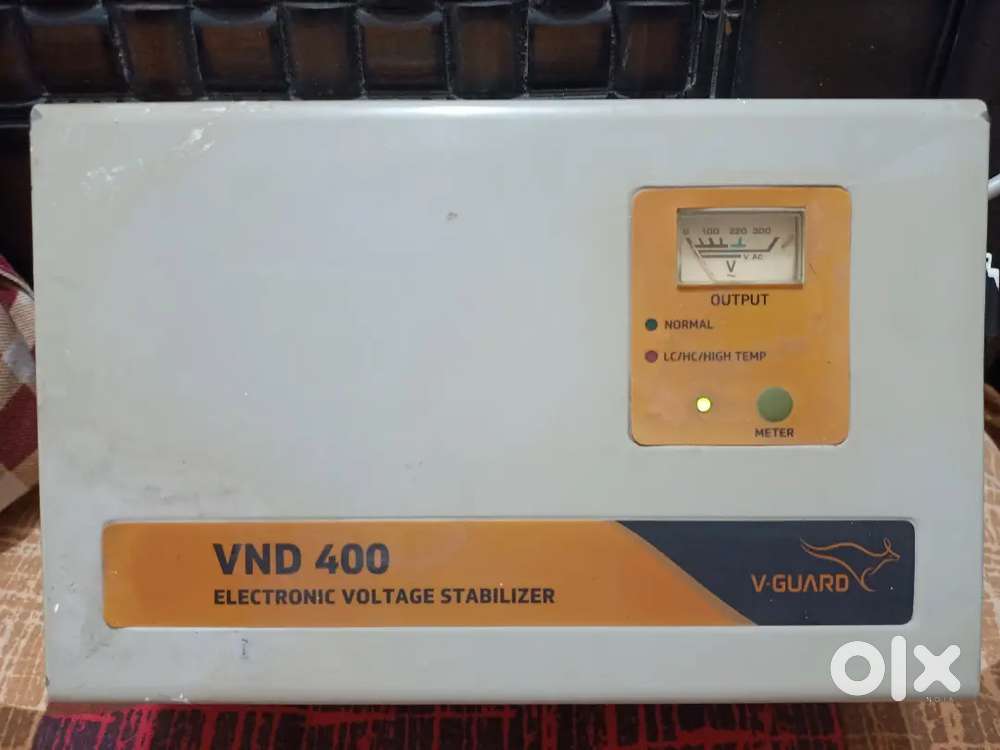 0 100 220 300
V. AC
V
~
OUTPUT
NORMAL
LC/HC/HIGH TEMP
METER
VND 400
ELECTRONIC VOLTAGE STABILIZER
V-GUARD
olx
INDIA